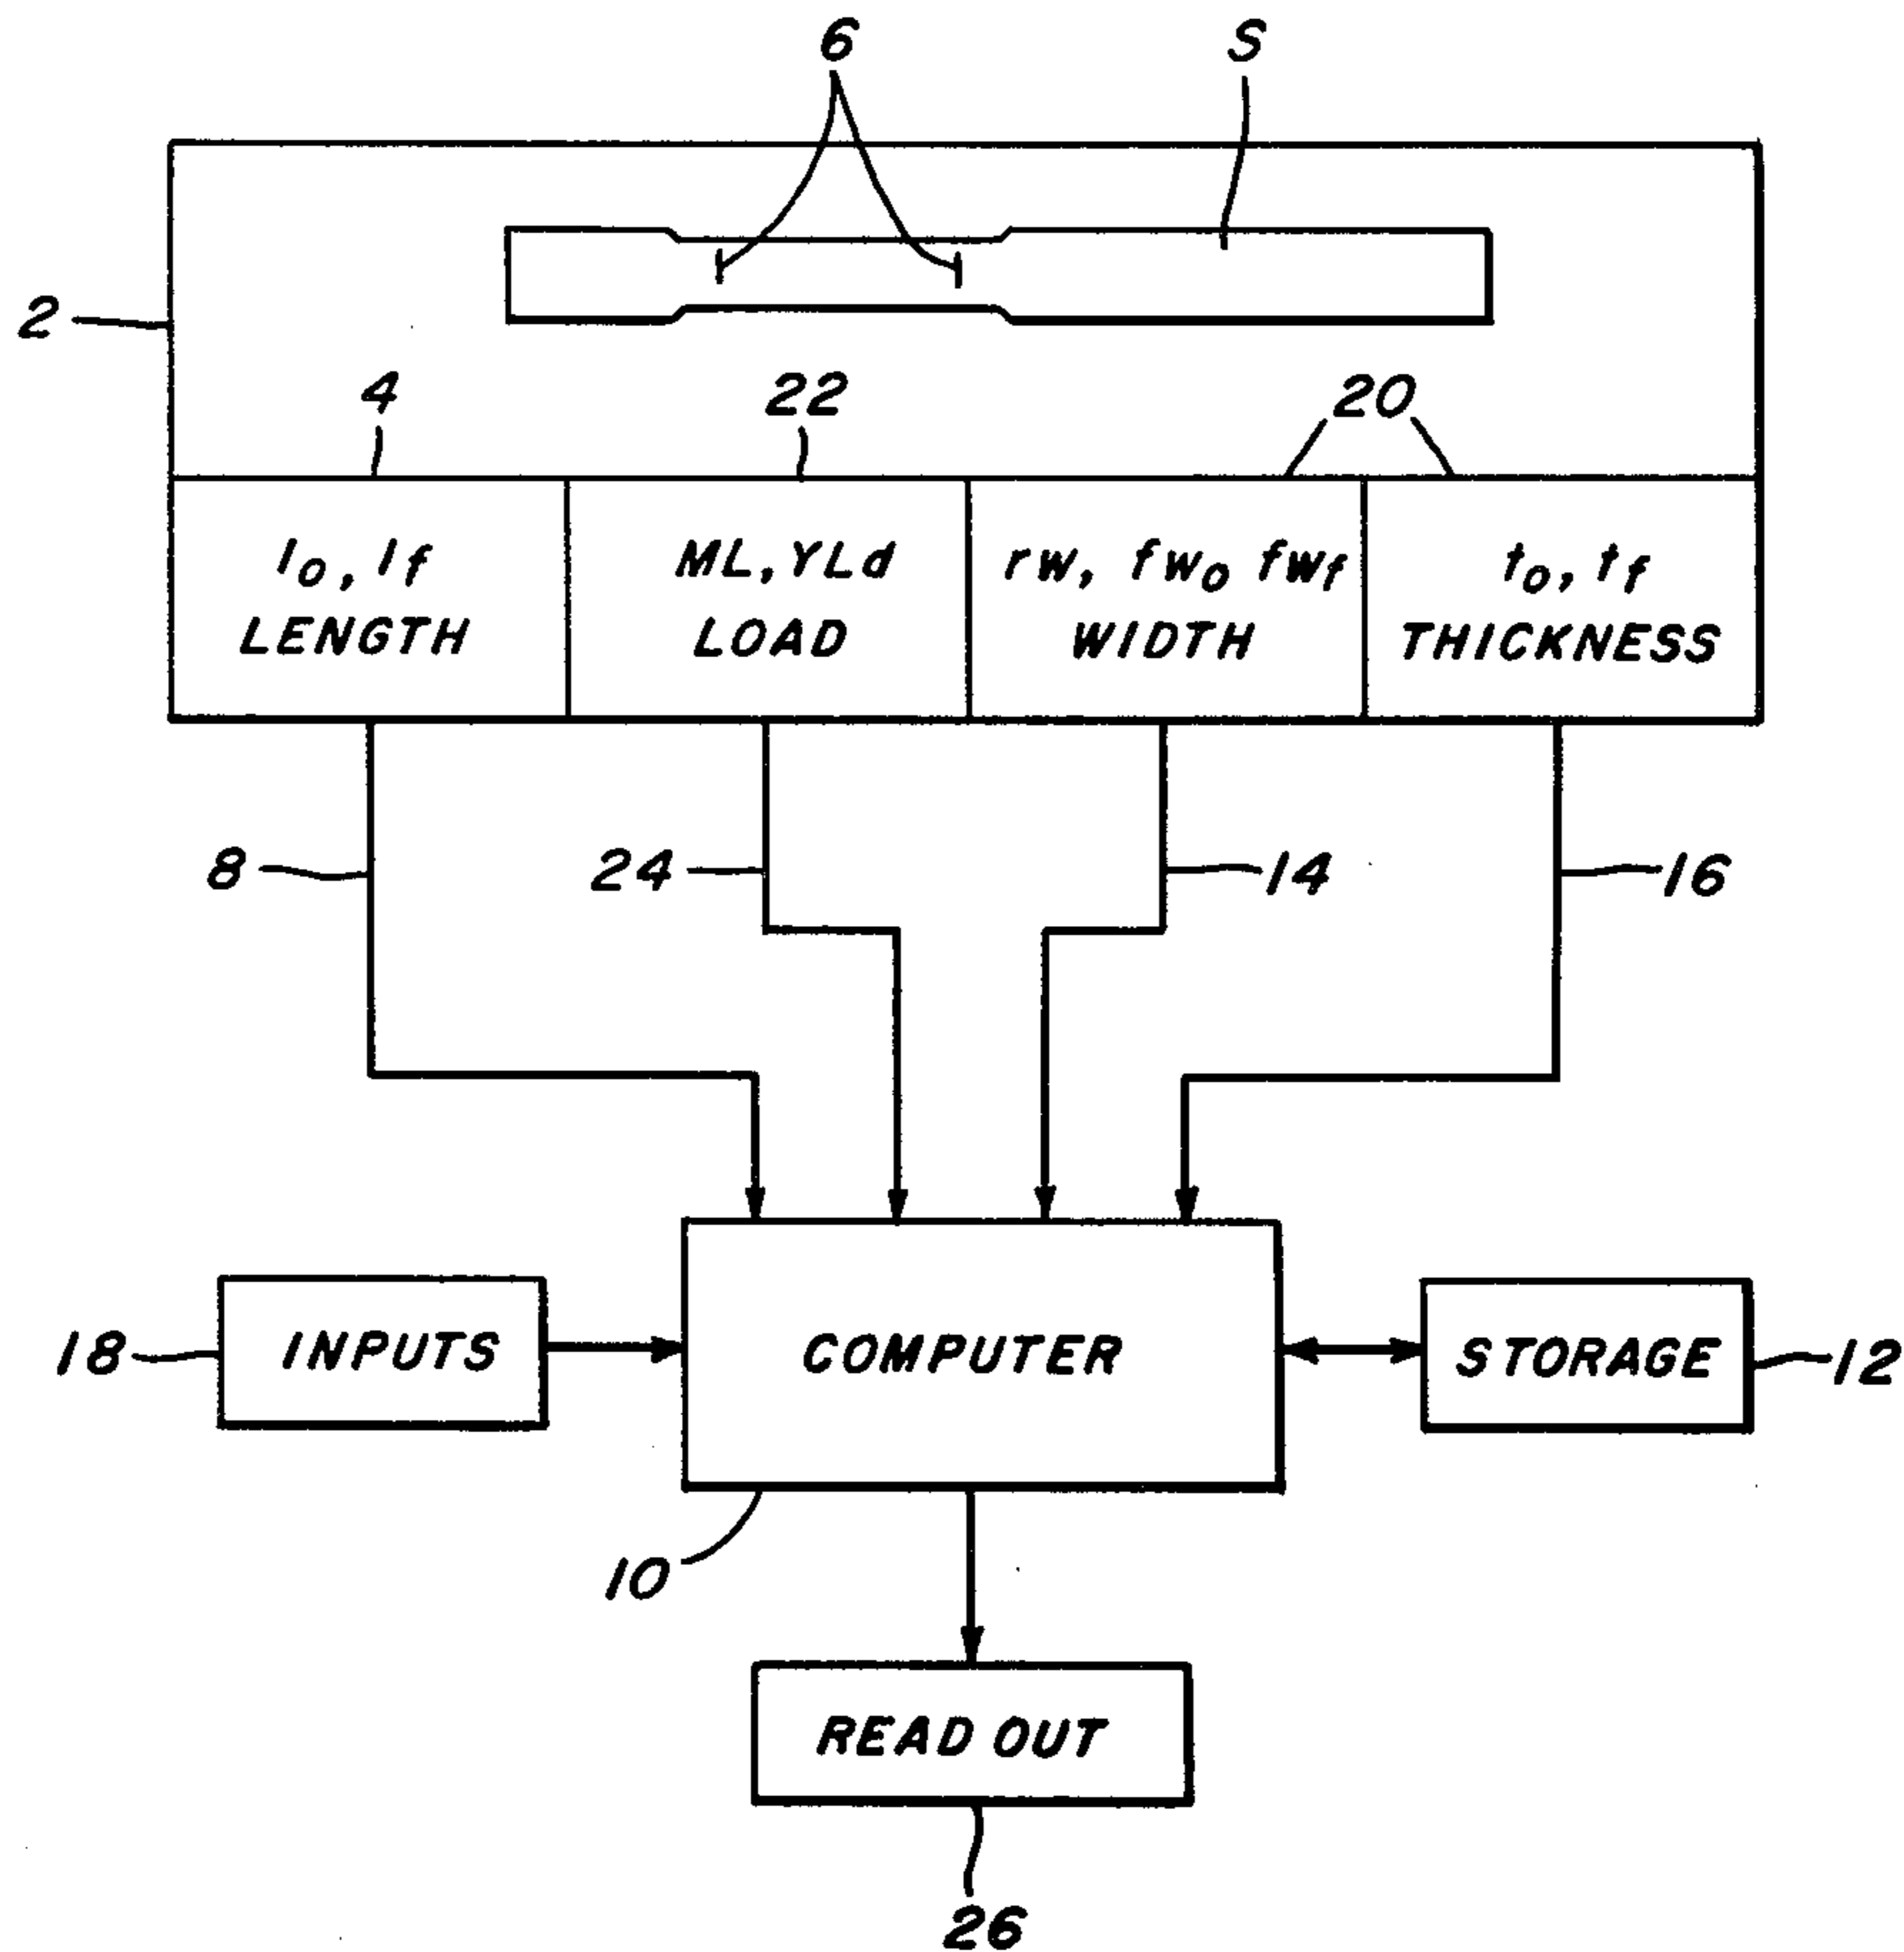 6
S
2
4
22
20
lo, lf
LENGTH
ML, YLd
LOAD
rw, fwo fwf
WIDTH
to, tf
THICKNESS
8
24
14
16
18
INPUTS
COMPUTER
STORAGE
12
10
READ OUT
26